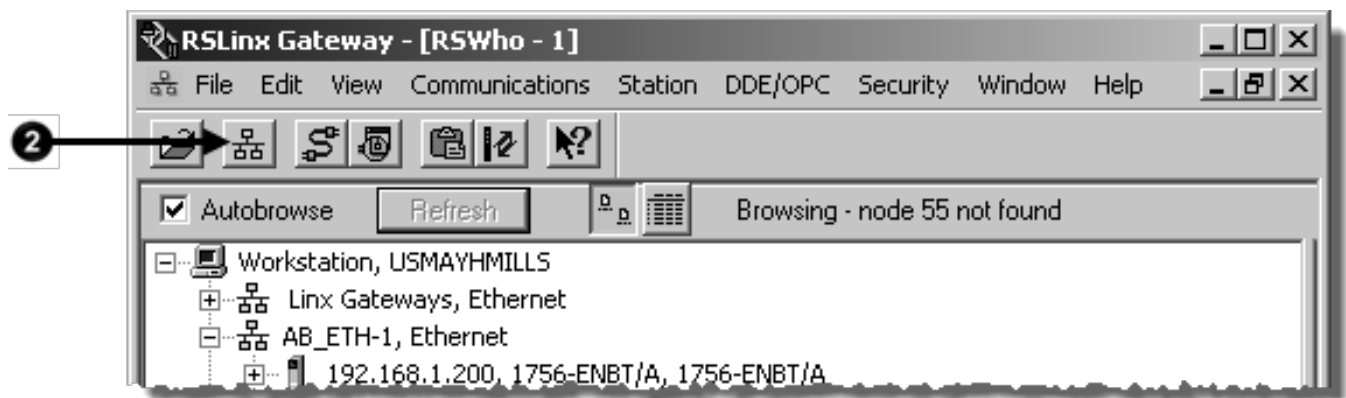 RSLinx Gateway - [RSWho - 1]
File Edit View Communications Station DDE/OPC Security Window Help
2
Autobrowse Refresh Browsing - node 55 not found
Workstation, USMAYHMILLS
Linx Gateways, Ethernet
AB_ETH-1, Ethernet
192.168.1.200, 1756-ENBT/A, 1756-ENBT/A